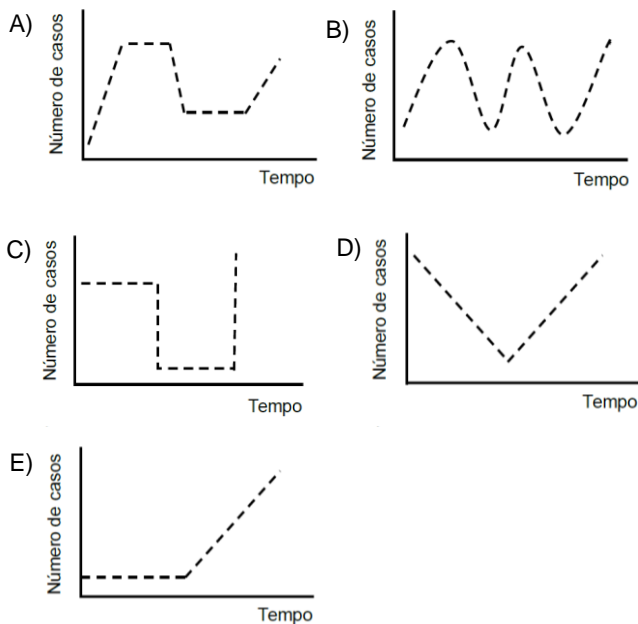 A)
Número de casos
Tempo
B)
Número de casos
Tempo
C)
Número de casos
Tempo
D)
Número de casos
Tempo
E)
Número de casos
Tempo